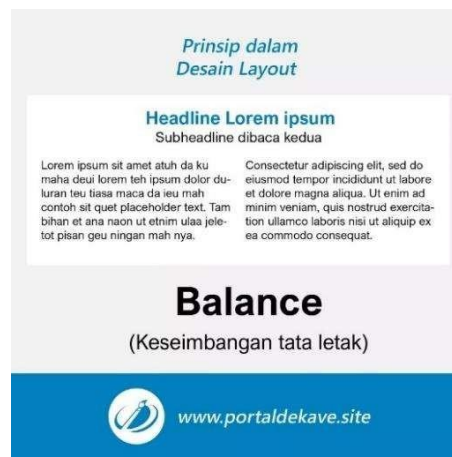 Prinsip dalam
Desain Layout
Headline Lorem ipsum
Subheadline dibaca kedua
Lorem ipsum sit amet atuh da ku
maha deui lorem teh ipsum dolor du-
luran teu tiasa maca da ieu mah
contoh sit quet placeholder text. Tam
bihan et ana naon ut etnim ulaa jele-
tot pisan geu ningan mah nya.
Consectetur adipiscing elit, sed do
eiusmod tempor incididunt ut labore
et dolore magna aliqua. Ut enim ad
minim veniam, quis nostrud exercita-
tion ullamco laboris nisi ut aliquip ex
ea commodo consequat.
Balance
(Keseimbangan tata letak)
www.portaldekave.site